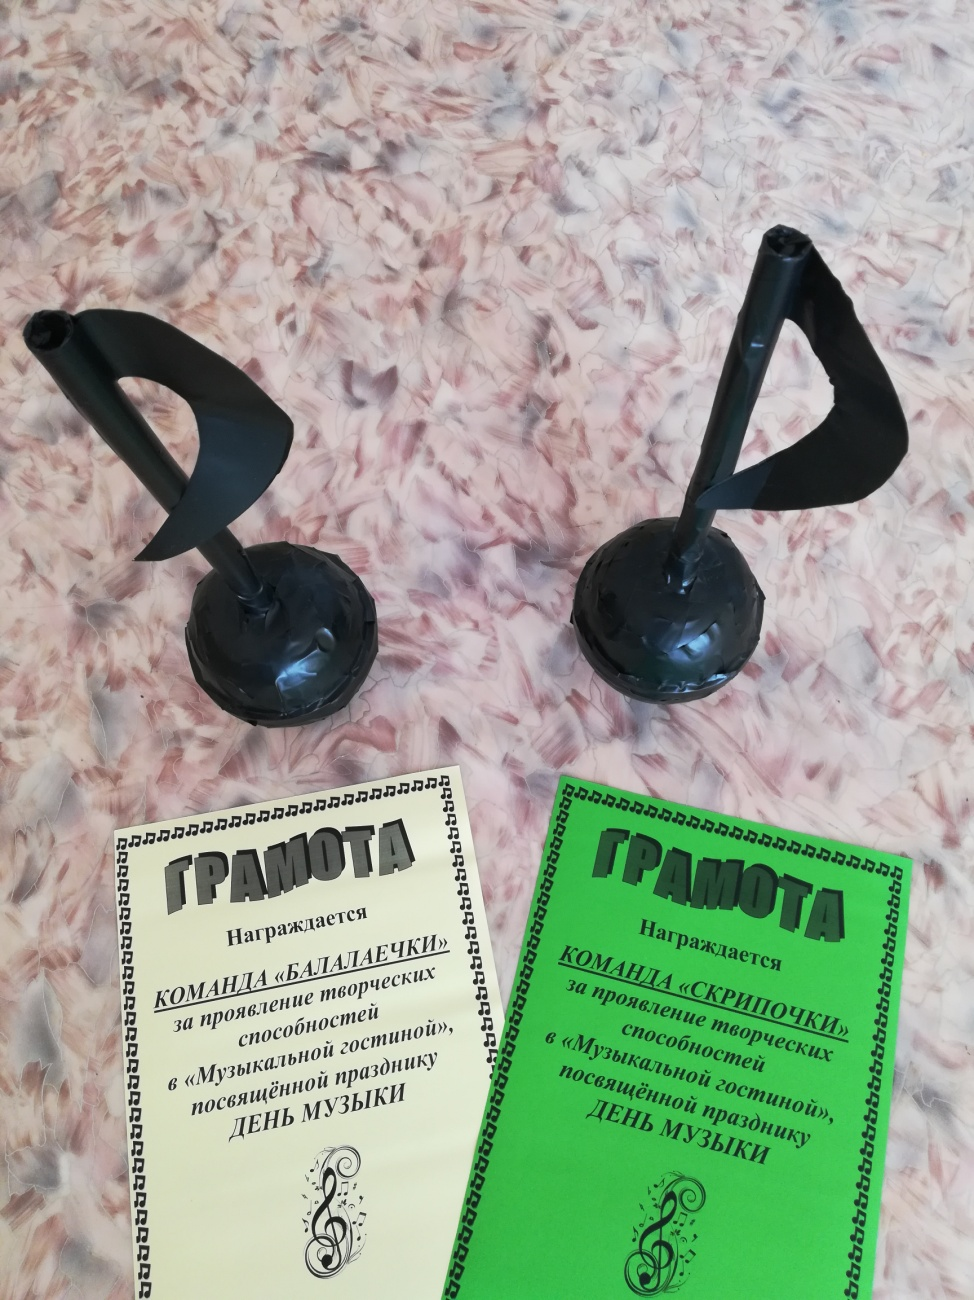 ГРАМОТА
Награждается
КОМАНДА «БАЛАЛАЕЧКИ»
за проявление творческих
способностей
в «Музыкальной гостиной»,
посвящённой празднику
ДЕНЬ МУЗЫКИ
ГРАМОТА
Награждается
КОМАНДА «СКРИПОЧКИ»
за проявление творческих
способностей
в «Музыкальной гостиной»,
посвящённой празднику
ДЕНЬ МУЗЫКИ